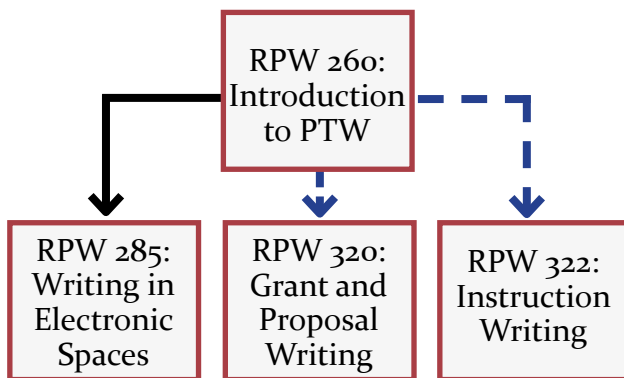 RPW 260:
Introduction
to PTW
RPW 285:
Writing in
Electronic
Spaces
RPW 320:
Grant and
Proposal
Writing
RPW 322:
Instruction
Writing